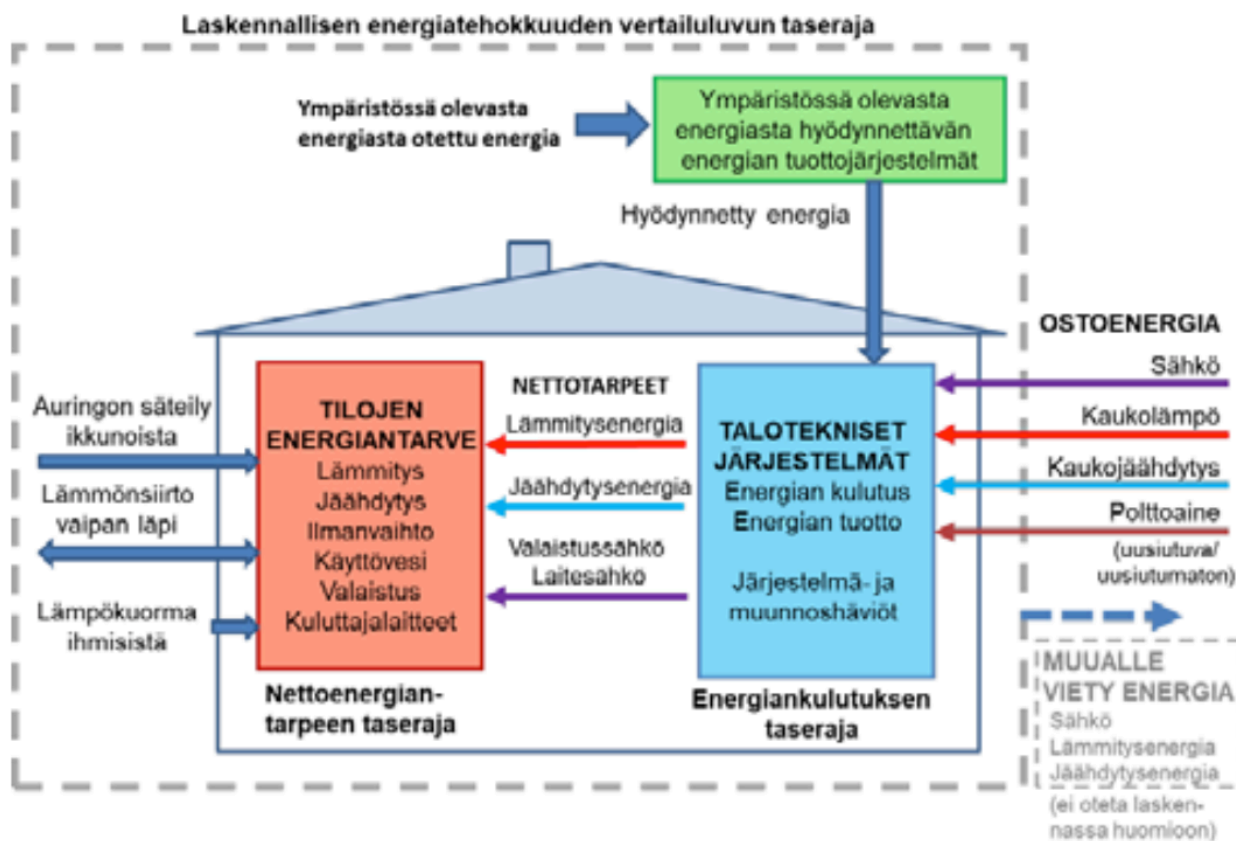 Laskennallisen energiatehokkuuden vertailuluvun taseraja
Ympäristössä olevasta
energiasta otettu energia
Ympäristössä olevasta
energiasta hyödynnettävän
energian tuottojärjestelmät
Hyödynnetty energia
OSTOENERGIA
Sähkö
Kaukolämpö
Kaukojäähdytys
Polttoaine
(uusiutuva/
uusiutumaton)
Auringon säteily
ikkunoista
Lämmönsiirto
vaipan läpi
Lämpökuorma
ihmisistä
TILOJEN
ENERGIANTARVE
Lämmitys
Jäähdytys
Ilmanvaihto
Käyttövesi
Valaistus
Kuluttajalaitteet
Nettoenergian-
tarpeen taseraja
NETTOTARPEET
Lämmitysenergia
Jäähdytysenergia
Valaistussähkö
Laitesähkö
TALOTEKNISET
JÄRJESTELMÄT
Energian kulutus
Energian tuotto
Järjestelmä- ja
muunnoshäviöt
Energiankulutuksen
taseraja
MUUALLE
VIETY ENERGIA
Sähkö
Lämmitysenergia
Jäähdytysenergia
(ei oteta lasken-
nassa huomioon)